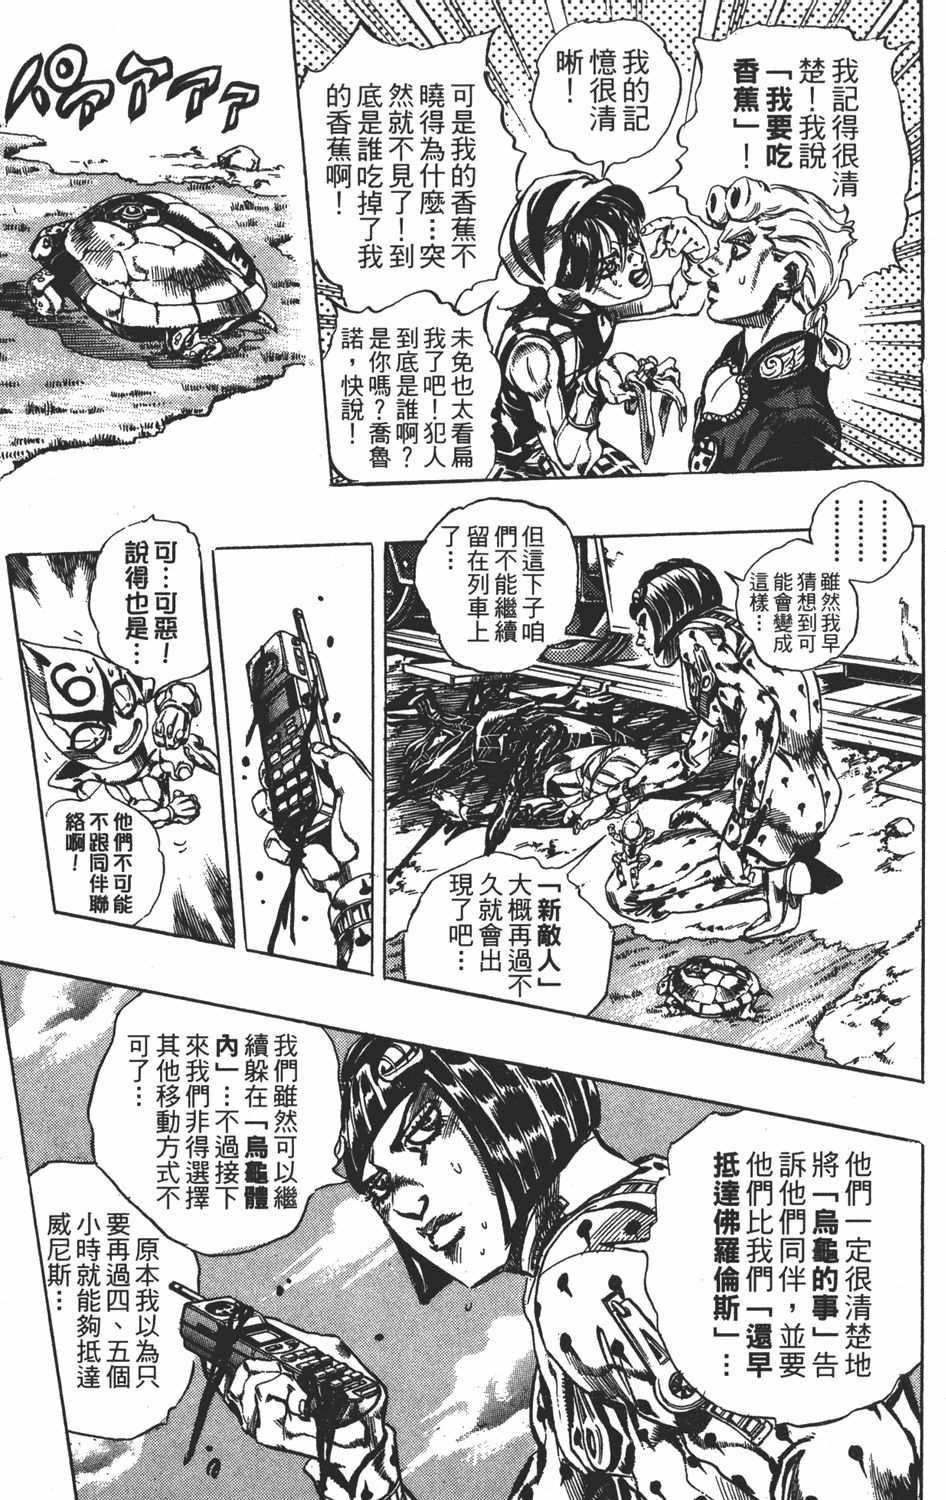 我記得很清
楚！我說
「我要吃
香蕉」！
我的記
憶很清
晰！
可是我的香蕉不
曉得為什麼…突
然就不見了！到
底是誰吃掉了我
的香蕉啊！
未免也太看扁
我了吧！犯人
到底是誰啊？
是你嗎？喬魯
諾，快說！
…………
…………
雖然我早
猜想到可
能會變成
這樣…
但這下子咱
們不能繼續
留在列車上
了…
「新敵人」
大概再過不
久就會出
現了吧…
可…可惡！
說得也是…
他們不可能
不跟同伴聯
絡啊！
他們一定很清楚地
將「烏龜的事」告
訴他們同伴，並要
他們比我們「還早
抵達佛羅倫斯」…
我們雖然可以繼
續躲在「烏龜體
內」…不過接下
來我們非得選擇
其他移動方式不
可了…
原本我以為只
要再過四、五個
小時就能夠抵達
威尼斯…